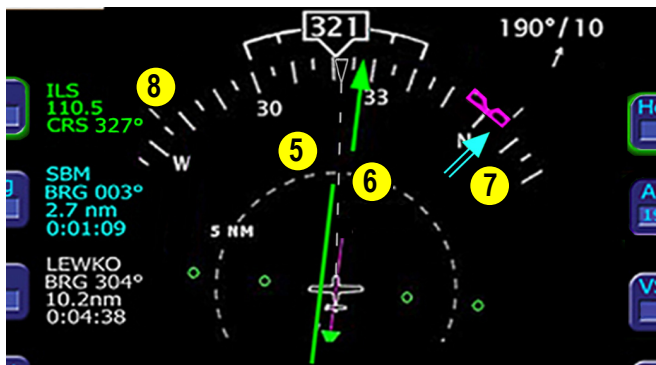 321
190°/10
8
ILS
110.5
CRS 327°
30
33
N
W
5
6
7
SBM
BRG 003°
2.7 nm
0:01:09
5 NM
LEWKO
BRG 304°
10.2nm
0:04:38